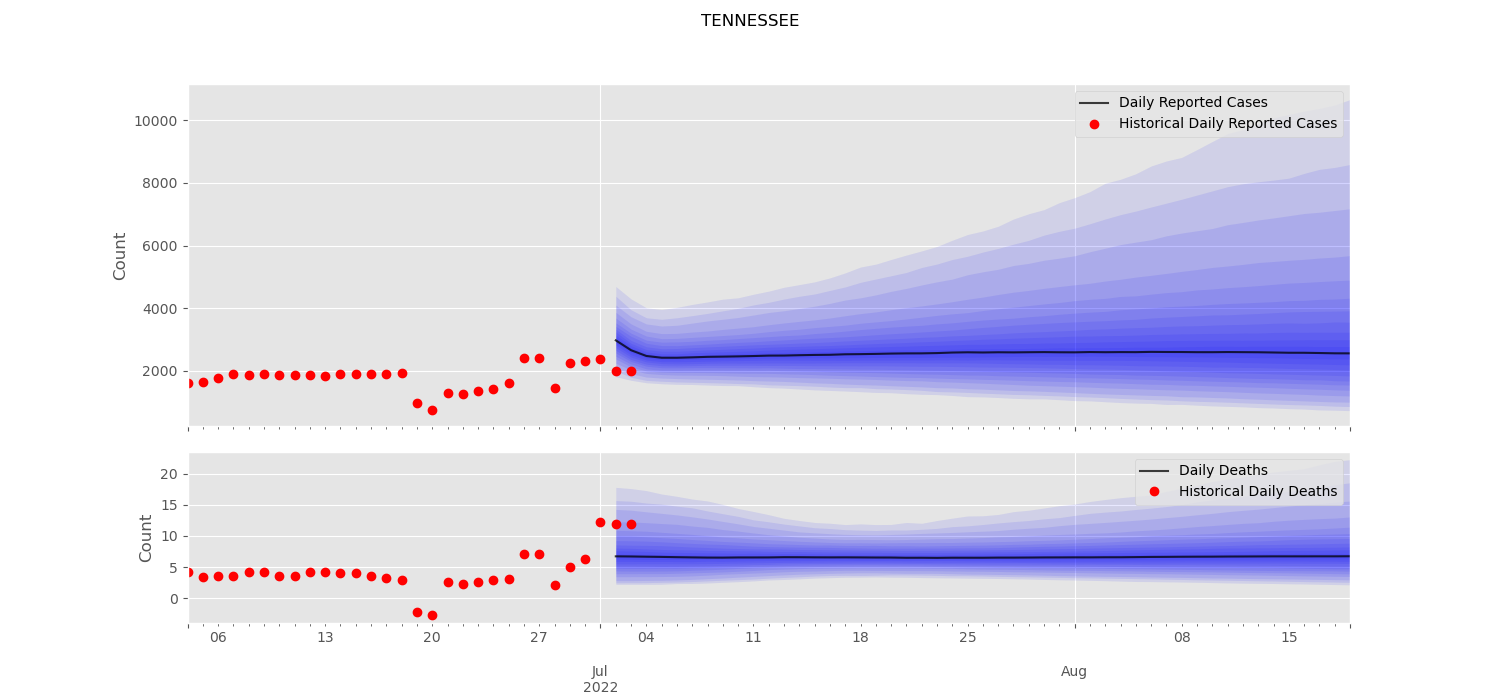 TENNESSEE
Daily Reported Cases
Historical Daily Reported Cases
10000
8000
6000
4000
2000
Count
Daily Deaths
Historical Daily Deaths
20
15
10
5
0
Count
06 13 20 27 04 11 18 25 08 15
Jul Aug
2022